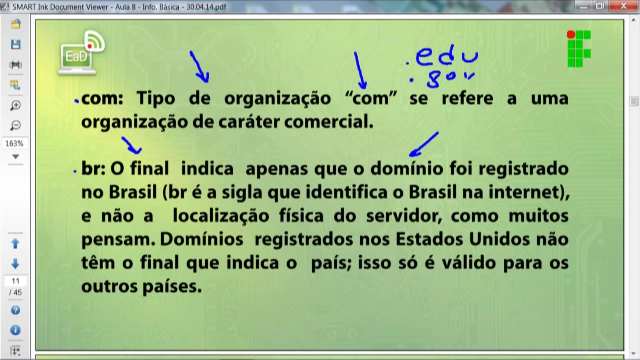 SMART Ink Document Viewer - Aula 8 - Info. Básica - 30.04.14.pdf
EaD
.edu
.gov
.com: Tipo de organização “com” se refere a uma
organização de caráter comercial.
163%
.br: O final indica apenas que o domínio foi registrado
no Brasil (br é a sigla que identifica o Brasil na internet),
e não a localização física do servidor, como muitos
pensam. Domínios registrados nos Estados Unidos não
têm o final que indica o país; isso só é válido para os
outros países.
11
/ 45